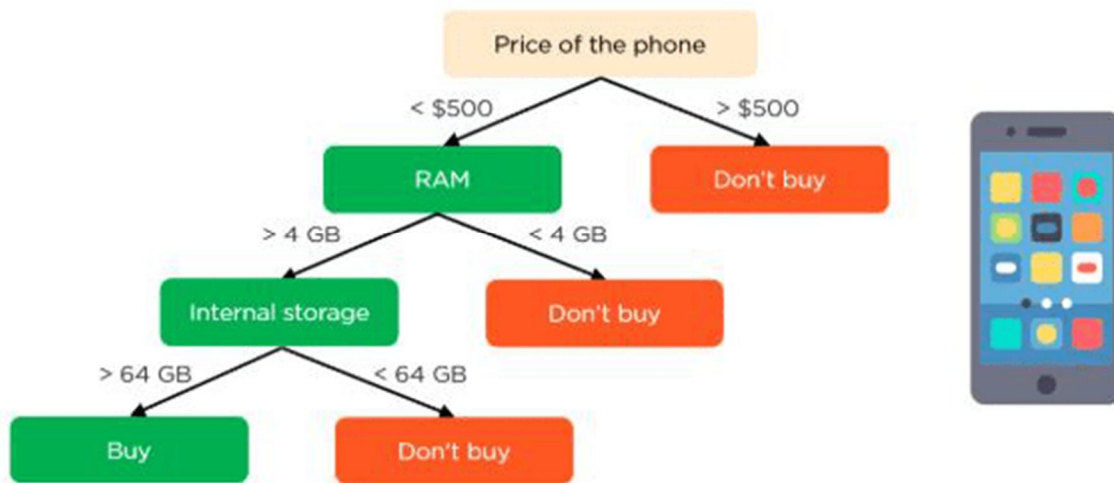 Price of the phone
< $500
> $500
RAM
Don't buy
> 4 GB
< 4 GB
Internal storage
Don't buy
> 64 GB
< 64 GB
Buy
Don't buy